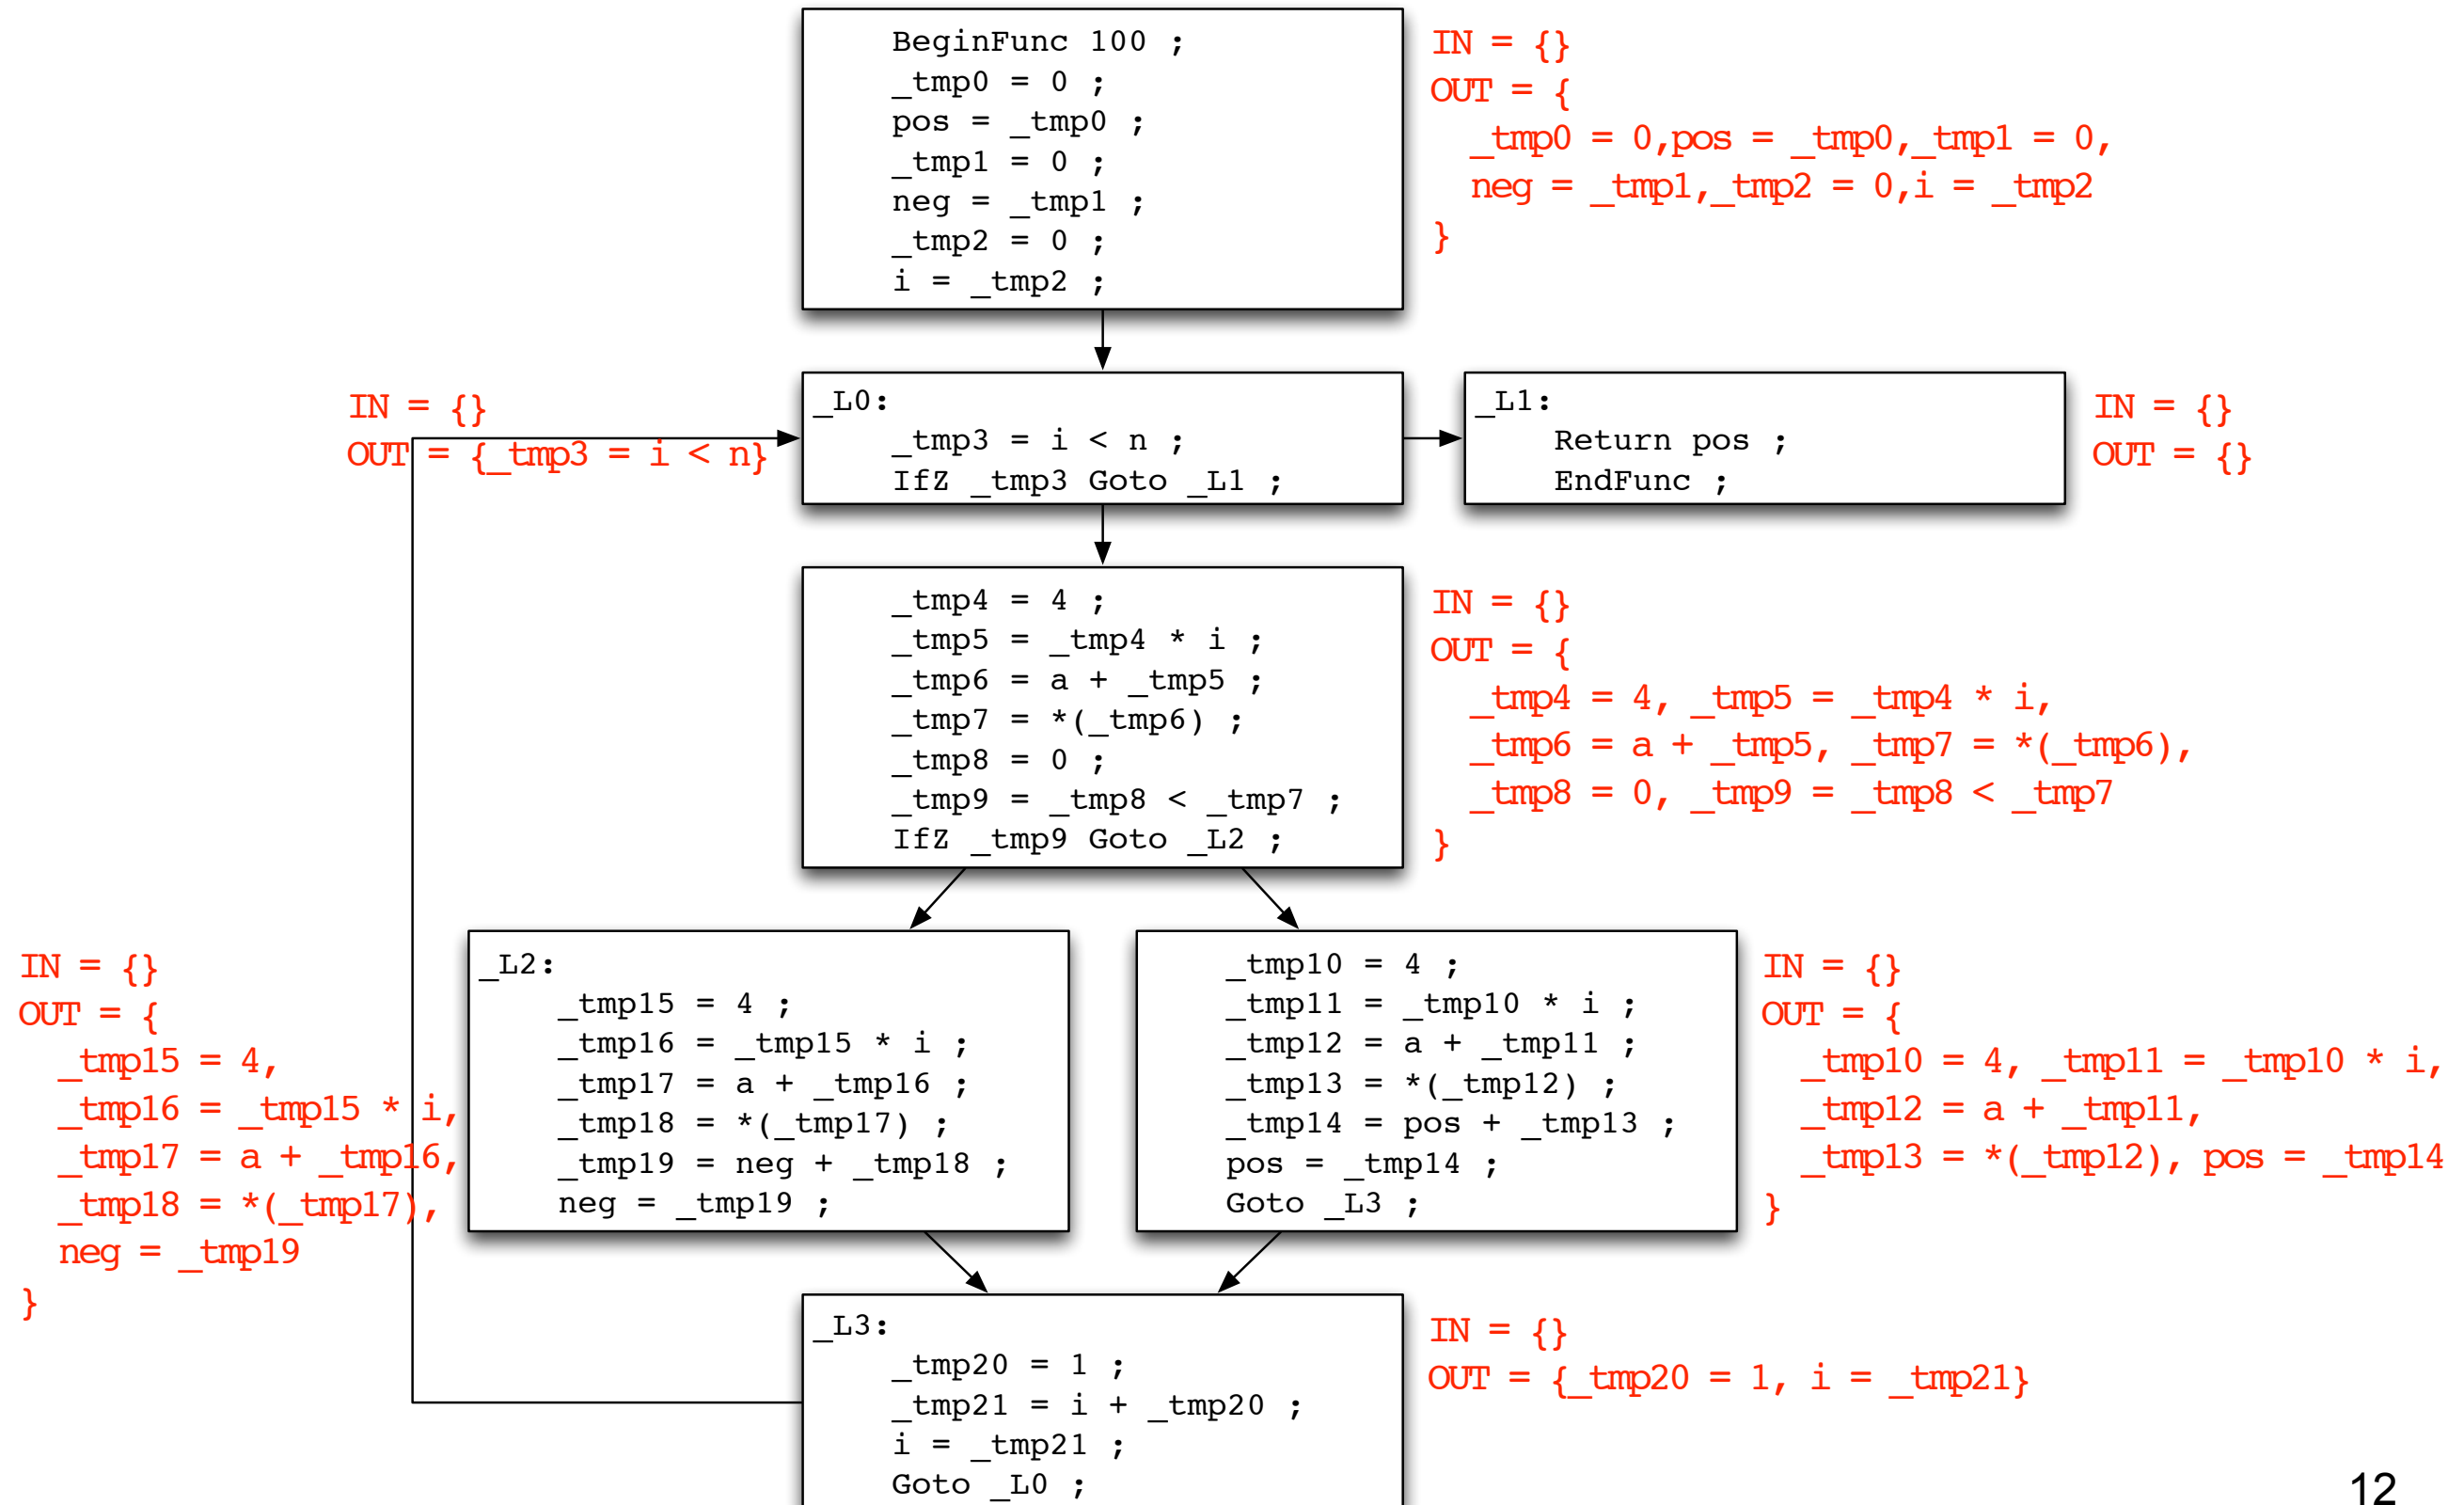 BeginFunc 100 ;
_tmp0 = 0 ;
pos = _tmp0 ;
_tmp1 = 0 ;
neg = _tmp1 ;
_tmp2 = 0 ;
i = _tmp2 ;
IN = {}
OUT = {
_tmp0 = 0,pos = _tmp0,_tmp1 = 0,
neg = _tmp1,_tmp2 = 0,i = _tmp2
}
IN = {}
OUT = {_tmp3 = i < n}
_L0:
_tmp3 = i < n ;
IfZ _tmp3 Goto _L1 ;
_L1:
Return pos ;
EndFunc ;
IN = {}
OUT = {}
_tmp4 = 4 ;
_tmp5 = _tmp4 * i ;
_tmp6 = a + _tmp5 ;
_tmp7 = *(_tmp6) ;
_tmp8 = 0 ;
_tmp9 = _tmp8 < _tmp7 ;
IfZ _tmp9 Goto _L2 ;
IN = {}
OUT = {
_tmp4 = 4, _tmp5 = _tmp4 * i,
_tmp6 = a + _tmp5, _tmp7 = *(_tmp6),
_tmp8 = 0, _tmp9 = _tmp8 < _tmp7
}
IN = {}
OUT = {
_tmp15 = 4,
_tmp16 = _tmp15 * i,
_tmp17 = a + _tmp16,
_tmp18 = *(_tmp17),
neg = _tmp19
}
_L2:
_tmp15 = 4 ;
_tmp16 = _tmp15 * i ;
_tmp17 = a + _tmp16 ;
_tmp18 = *(_tmp17) ;
_tmp19 = neg + _tmp18 ;
neg = _tmp19 ;
_tmp10 = 4 ;
_tmp11 = _tmp10 * i ;
_tmp12 = a + _tmp11 ;
_tmp13 = *(_tmp12) ;
_tmp14 = pos + _tmp13 ;
pos = _tmp14 ;
Goto _L3 ;
IN = {}
OUT = {
_tmp10 = 4, _tmp11 = _tmp10 * i,
_tmp12 = a + _tmp11,
_tmp13 = *(_tmp12), pos = _tmp14
}
_L3:
_tmp20 = 1 ;
_tmp21 = i + _tmp20 ;
i = _tmp21 ;
Goto _L0 ;
IN = {}
OUT = {_tmp20 = 1, i = _tmp21}
12